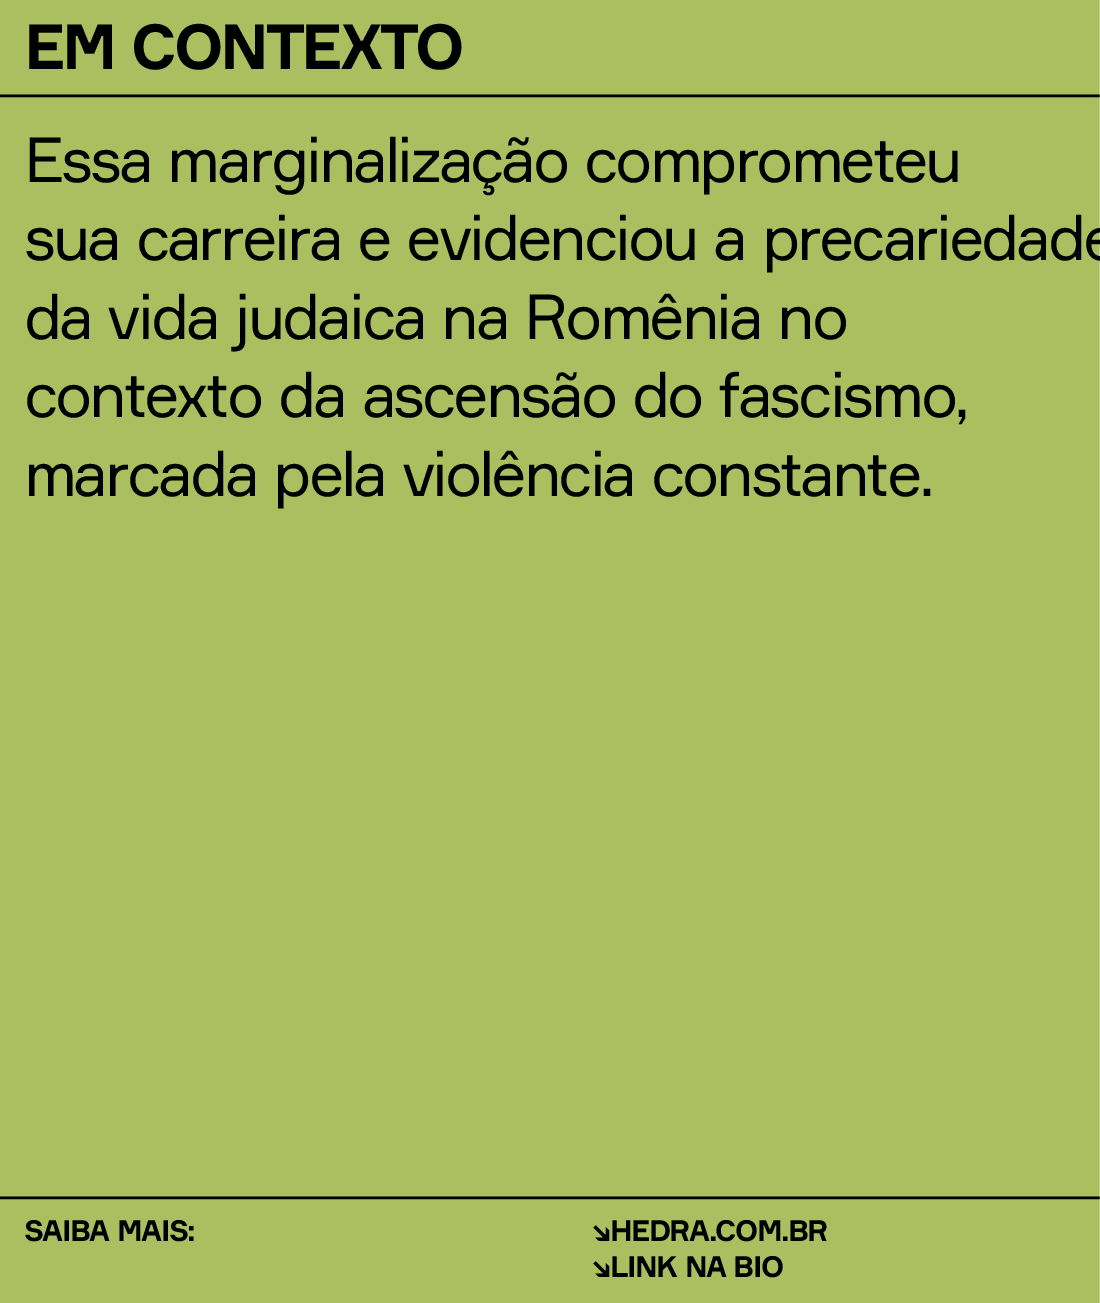 EM CONTEXTO
Essa marginalização comprometeu
sua carreira e evidenciou a precariedade
da vida judaica na Romênia no
contexto da ascensão do fascismo,
marcada pela violência constante.
SAIBA MAIS:
↘HEDRA.COM.BR
↘LINK NA BIO